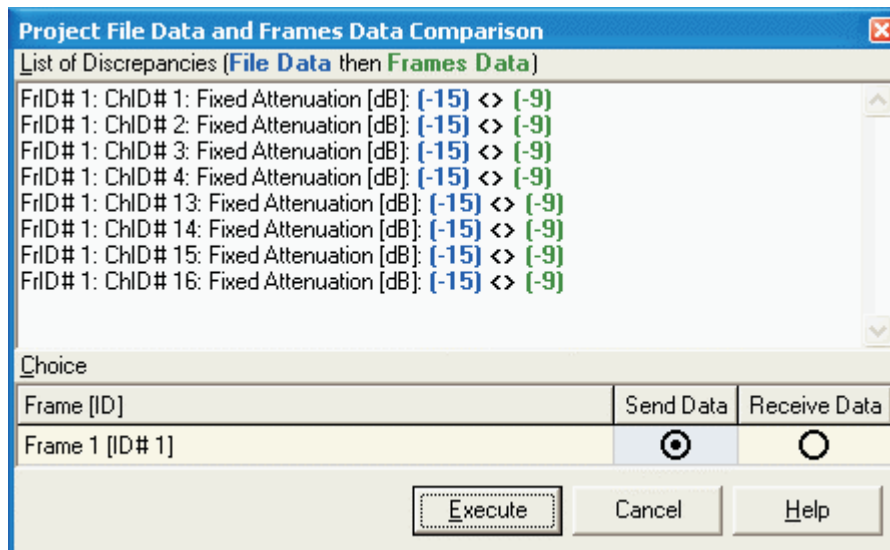 Project File Data and Frames Data Comparison
List of Discrepancies (File Data then Frames Data)
FrID# 1: ChID# 1: Fixed Attenuation [dB]: (-15) <> (-9)
FrID# 1: ChID# 2: Fixed Attenuation [dB]: (-15) <> (-9)
FrID# 1: ChID# 3: Fixed Attenuation [dB]: (-15) <> (-9)
FrID# 1: ChID# 4: Fixed Attenuation [dB]: (-15) <> (-9)
FrID# 1: ChID# 13: Fixed Attenuation [dB]: (-15) <> (-9)
FrID# 1: ChID# 14: Fixed Attenuation [dB]: (-15) <> (-9)
FrID# 1: ChID# 15: Fixed Attenuation [dB]: (-15) <> (-9)
FrID# 1: ChID# 16: Fixed Attenuation [dB]: (-15) <> (-9)
Choice
Frame [ID] Send Data Receive Data
Frame 1 [ID# 1]
Execute Cancel Help